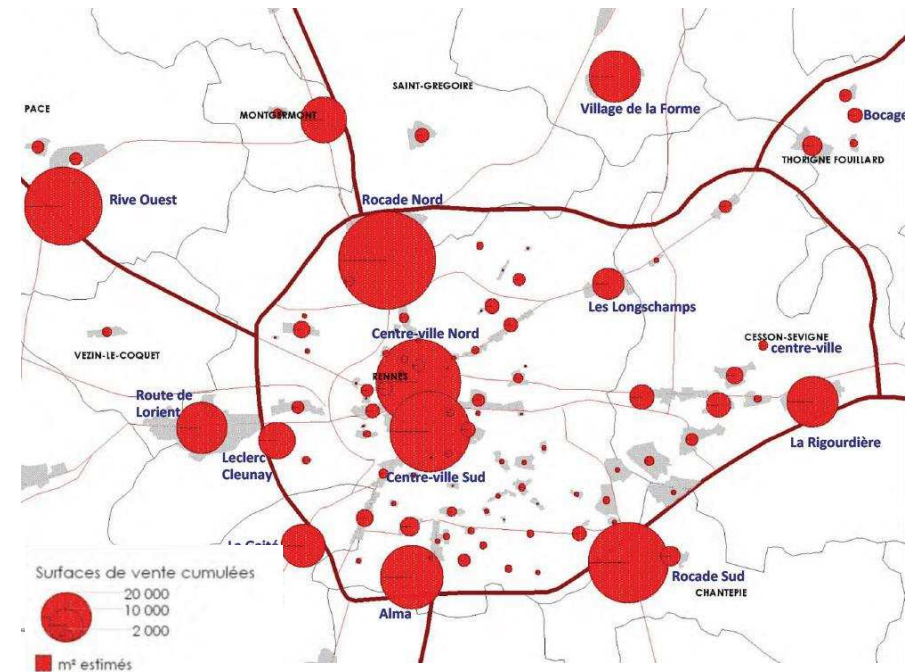 SAINT-GREGOIRE
Village de la Forme
PACE
MONTGERMONT
Bocage
THORIGNE FOUILLARD
Rive Ouest
Rocade Nord
Les Longschamps
Centre-ville Nord
CESSON-SEVIGNE
centre-ville
VEZIN-LE-COQUET
RENNES
Route de
Lorient
La Rigourdière
Leclerc
Cleunay
Centre-ville Sud
Surfaces de vente cumulées
20 000
10 000
2 000
m² estimés
Alma
Rocade Sud
CHANTEPIE